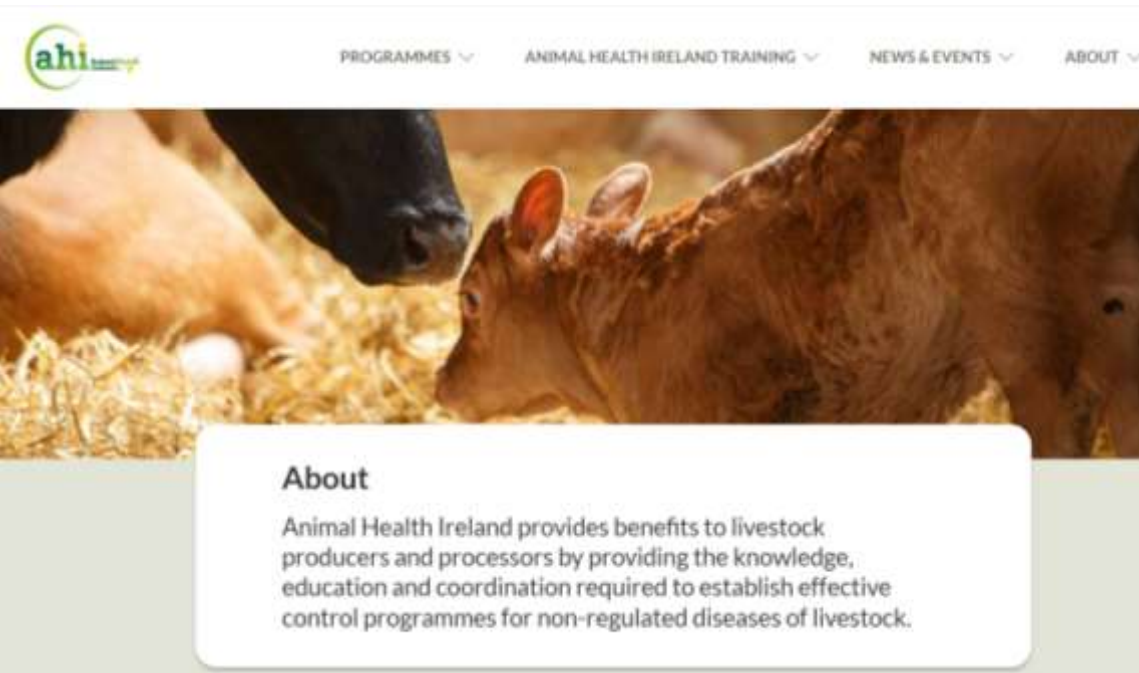 ahi
PROGRAMMES
ANIMAL HEALTH IRELAND TRAINING
NEWS & EVENTS
ABOUT
About
Animal Health Ireland provides benefits to livestock
producers and processors by providing the knowledge,
education and coordination required to establish effective
control programmes for non-regulated diseases of livestock.